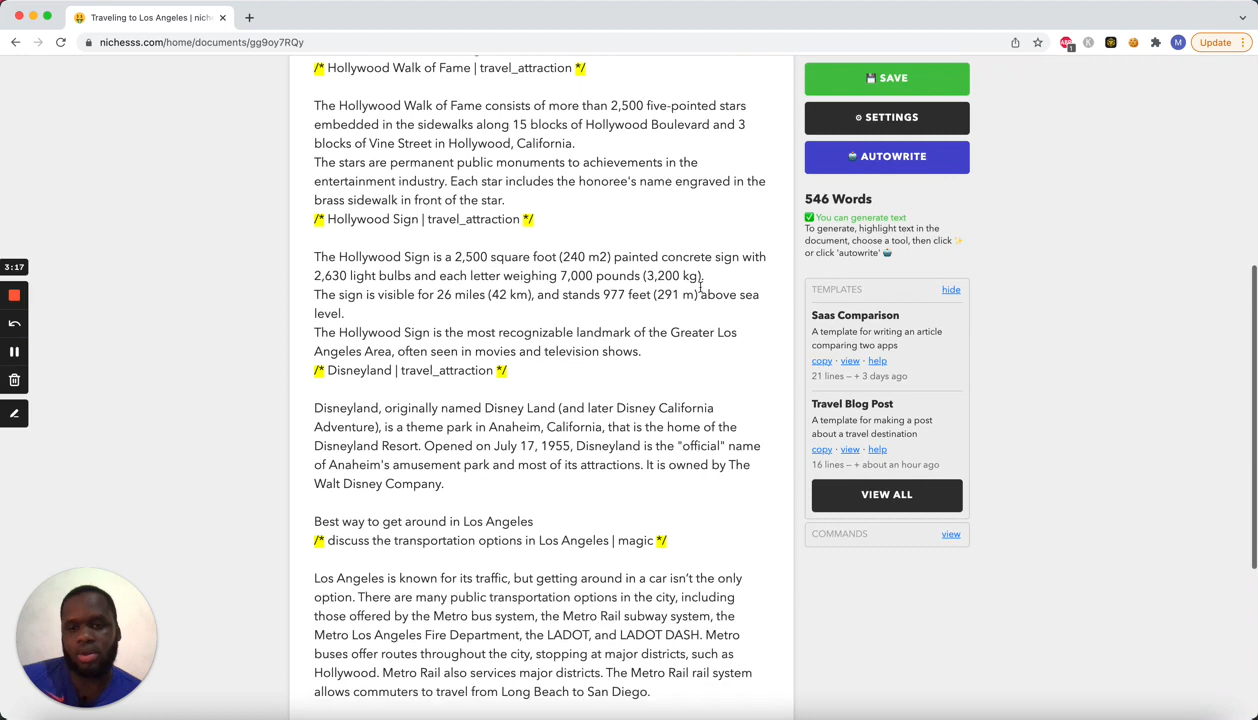 Traveling to Los Angeles | nich
nichesss.com/home/documents/gg9oy7RQy
1
M
Update
/* Hollywood Walk of Fame | travel_attraction */
The Hollywood Walk of Fame consists of more than 2,500 five-pointed stars
embedded in the sidewalks along 15 blocks of Hollywood Boulevard and 3
blocks of Vine Street in Hollywood, California.
The stars are permanent public monuments to achievements in the
entertainment industry. Each star includes the honoree's name engraved in the
brass sidewalk in front of the star.
/* Hollywood Sign | travel_attraction */
The Hollywood Sign is a 2,500 square foot (240 m2) painted concrete sign with
2,630 light bulbs and each letter weighing 7,000 pounds (3,200 kg).
The sign is visible for 26 miles (42 km), and stands 977 feet (291 m) above sea
level.
The Hollywood Sign is the most recognizable landmark of the Greater Los
Angeles Area, often seen in movies and television shows.
/* Disneyland | travel_attraction */
Disneyland, originally named Disney Land (and later Disney California
Adventure), is a theme park in Anaheim, California, that is the home of the
Disneyland Resort. Opened on July 17, 1955, Disneyland is the "official" name
of Anaheim's amusement park and most of its attractions. It is owned by The
Walt Disney Company.
Best way to get around in Los Angeles
/* discuss the transportation options in Los Angeles | magic */
Los Angeles is known for its traffic, but getting around in a car isn't the only
option. There are many public transportation options in the city, including
those offered by the Metro bus system, the Metro Rail subway system, the
Metro Los Angeles Fire Department, the LADOT, and LADOT DASH. Metro
buses offer routes throughout the city, stopping at major districts, such as
Hollywood. Metro Rail also services major districts. The Metro Rail rail system
allows commuters to travel from Long Beach to San Diego.
SAVE
SETTINGS
AUTOWRITE
546 Words
✅ You can generate text
To generate, highlight text in the
document, choose a tool, then click ✨
or click 'autowrite'
TEMPLATES hide
Saas Comparison
A template for writing an article
comparing two apps
copy · view · help
21 lines – + 3 days ago
Travel Blog Post
A template for making a post
about a travel destination
copy · view · help
16 lines – + about an hour ago
VIEW ALL
COMMANDS view
3:17